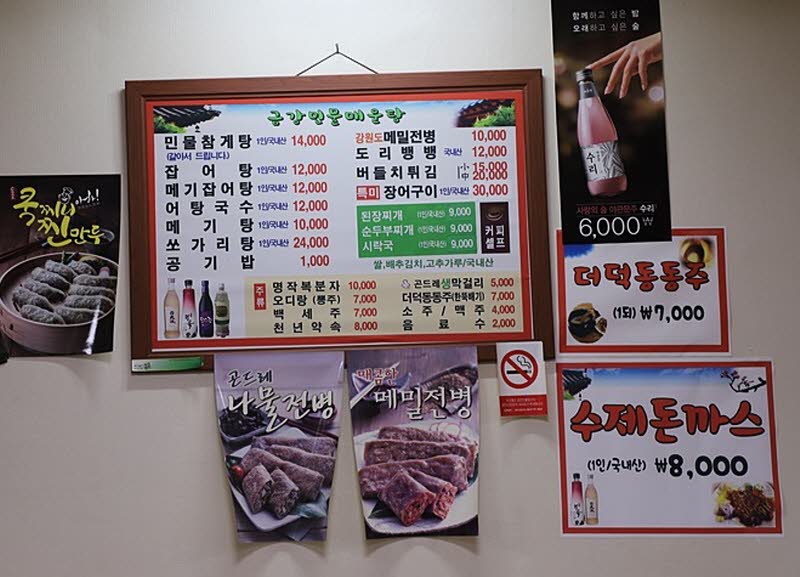 금강민물매운탕
민물참게탕 1인/국내산 14,000
(갈아서 드립니다.)
잡어탕 1인/국내산 12,000
메기잡어탕 1인/국내산 12,000
어탕국수 1인/국내산 12,000
메기탕 1인/국내산 10,000
쏘가리탕 1인/국내산 24,000
공기밥 1,000
강원도메밀전병 10,000
도리뱅뱅 국내산 12,000
버들치튀김 小
中 20,000
특미 장어구이 1인/국내산 30,000
된장찌개 (1인/국내산) 9,000
순두부찌개 (1인/국내산) 9,000
시락국 (1인/국내산) 9,000
커피
셀프
쌀,배추김치,고추가루/국내산
주류
명작복분자 10,000
오디랑 (뽕주) 7,000
백세주 7,000
천년약속 8,000
곤드레생막걸리 5,000
더덕동동주(한뚝배기) 7,000
소주/맥주 4,000
음료수 2,000
함께하고 싶은 밤
오래하고 싶은 술
수리
사랑의 술 야관문주 수리
6,000₩
더덕동동주
(1되) ₩7,000
수제돈까스
(1인/국내산) ₩8,000
찐만두
곤드레
나물전병
매콤한
메밀전병